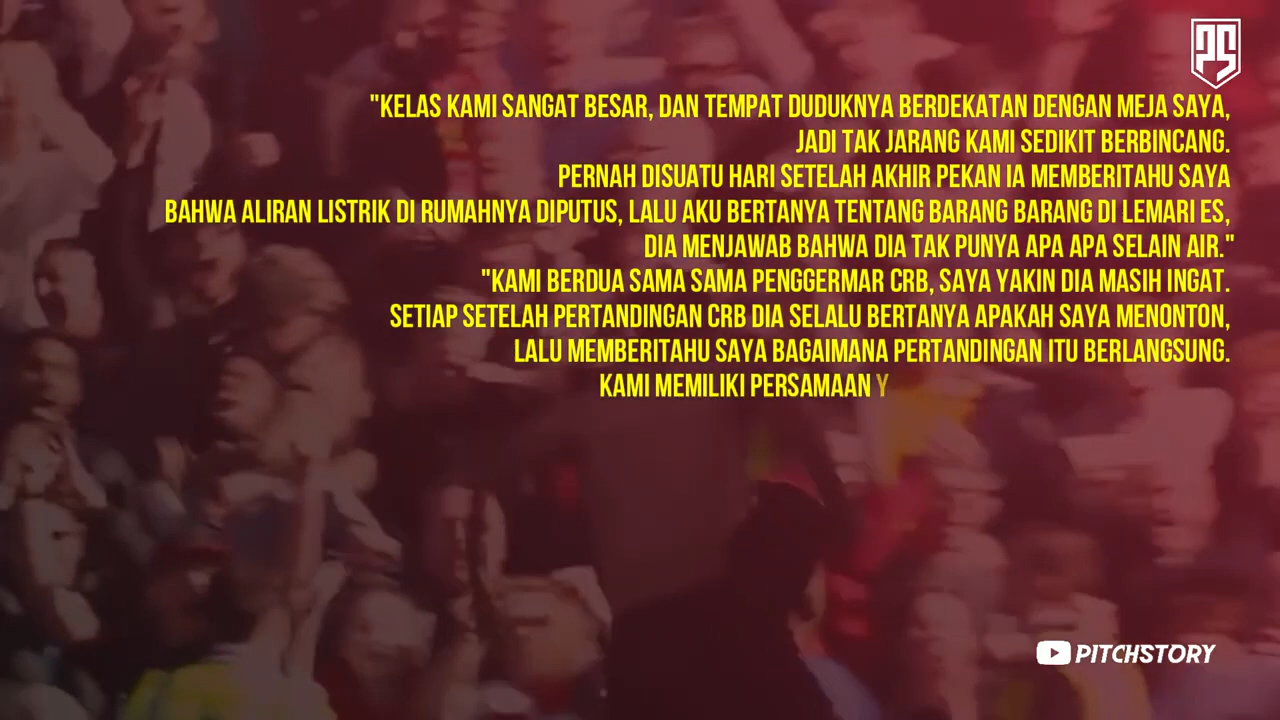 PS
"KELAS KAMI SANGAT BESAR, DAN TEMPAT DUDUKNYA BERDEKATAN DENGAN MEJA SAYA,
JADI TAK JARANG KAMI SEDIKIT BERBINCANG.
PERNAH DISUATU HARI SETELAH AKHIR PEKAN IA MEMBERITAHU SAYA
BAHWA ALIRAN LISTRIK DI RUMAHNYA DIPUTUS, LALU AKU BERTANYA TENTANG BARANG BARANG DI LEMARI ES,
DIA MENJAWAB BAHWA DIA TAK PUNYA APA APA SELAIN AIR."
"KAMI BERDUA SAMA SAMA PENGGERMAR CRB, SAYA YAKIN DIA MASIH INGAT.
SETIAP SETELAH PERTANDINGAN CRB DIA SELALU BERTANYA APAKAH SAYA MENONTON,
LALU MEMBERITAHU SAYA BAGAIMANA PERTANDINGAN ITU BERLANGSUNG.
KAMI MEMILIKI PERSAMAAN Y
PITCHSTORY